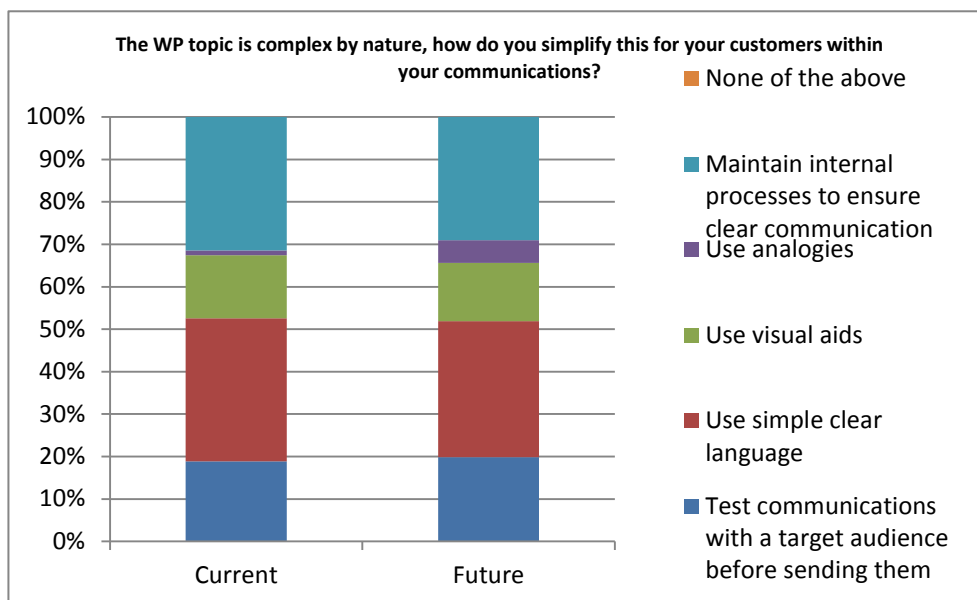 The WP topic is complex by nature, how do you simplify this for your customers within
your communications?
100%
90%
80%
70%
60%
50%
40%
30%
20%
10%
0%
Current
Future
None of the above
Maintain internal
processes to ensure
clear communication
Use analogies
Use visual aids
Use simple clear
language
Test communications
with a target audience
before sending them